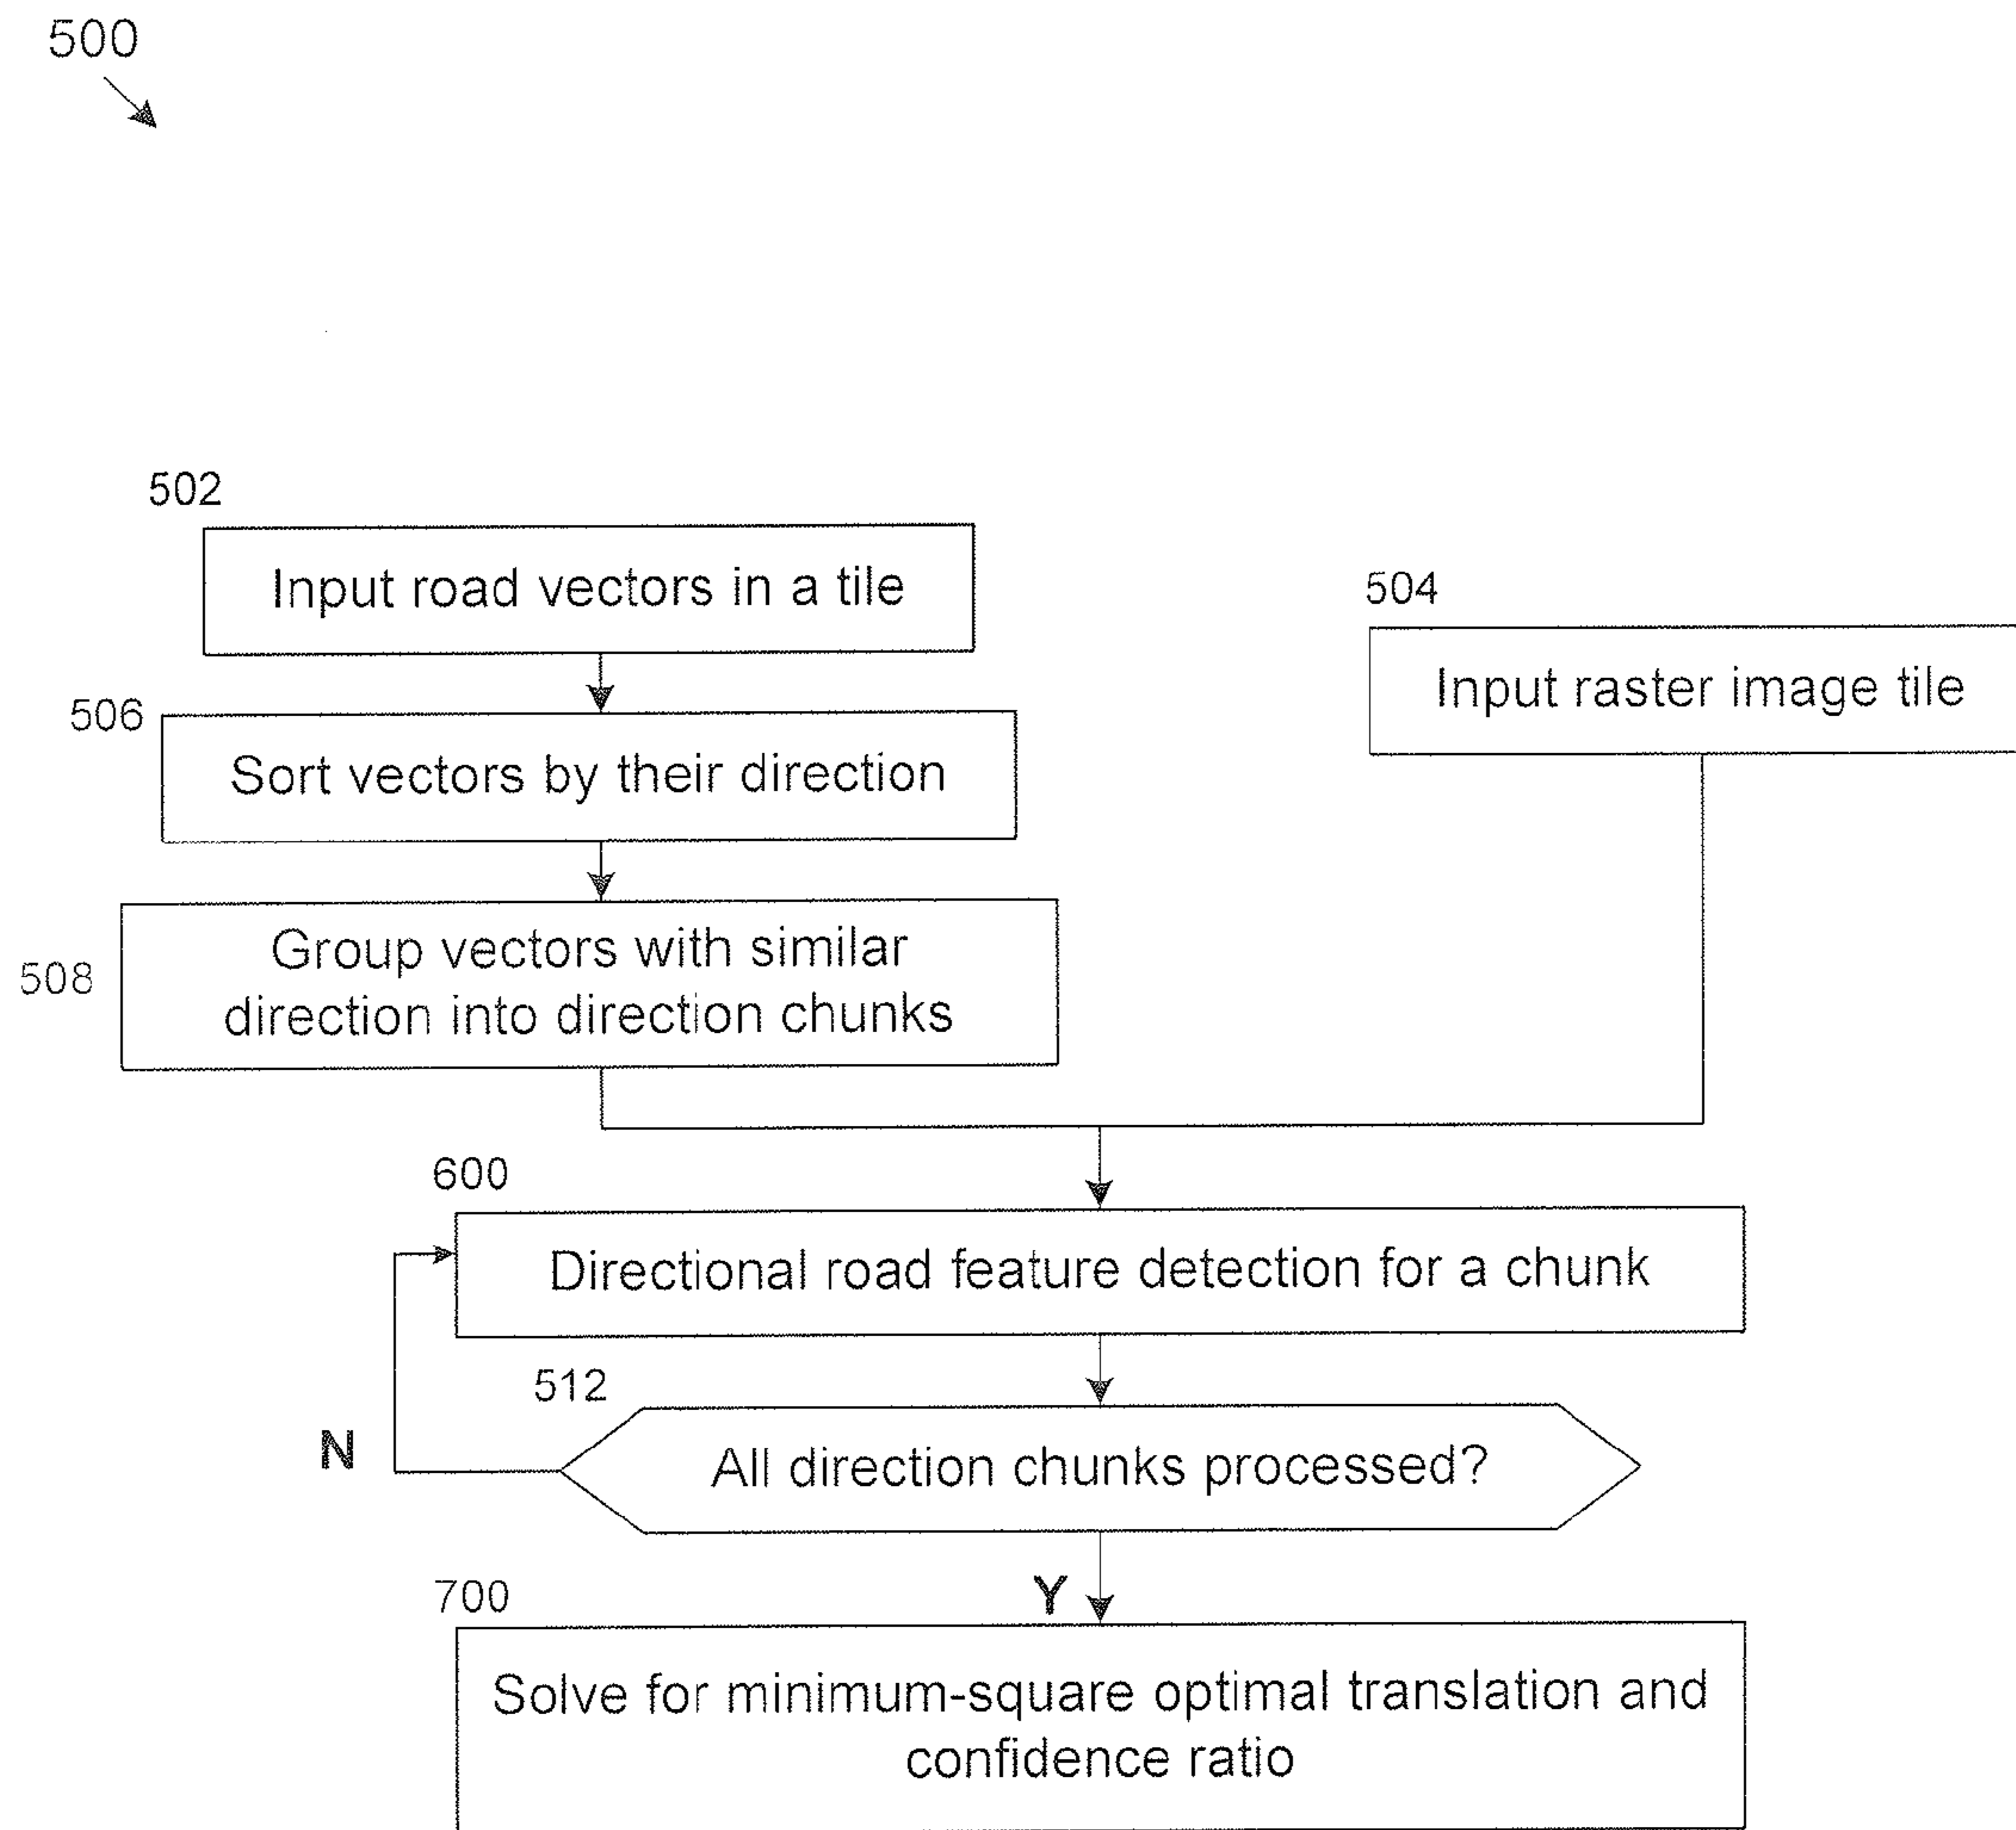 500
502
Input road vectors in a tile
504
Input raster image tile
506
Sort vectors by their direction
508
Group vectors with similar
direction into direction chunks
600
Directional road feature detection for a chunk
512
N
All direction chunks processed?
Y
700
Solve for minimum-square optimal translation and
confidence ratio